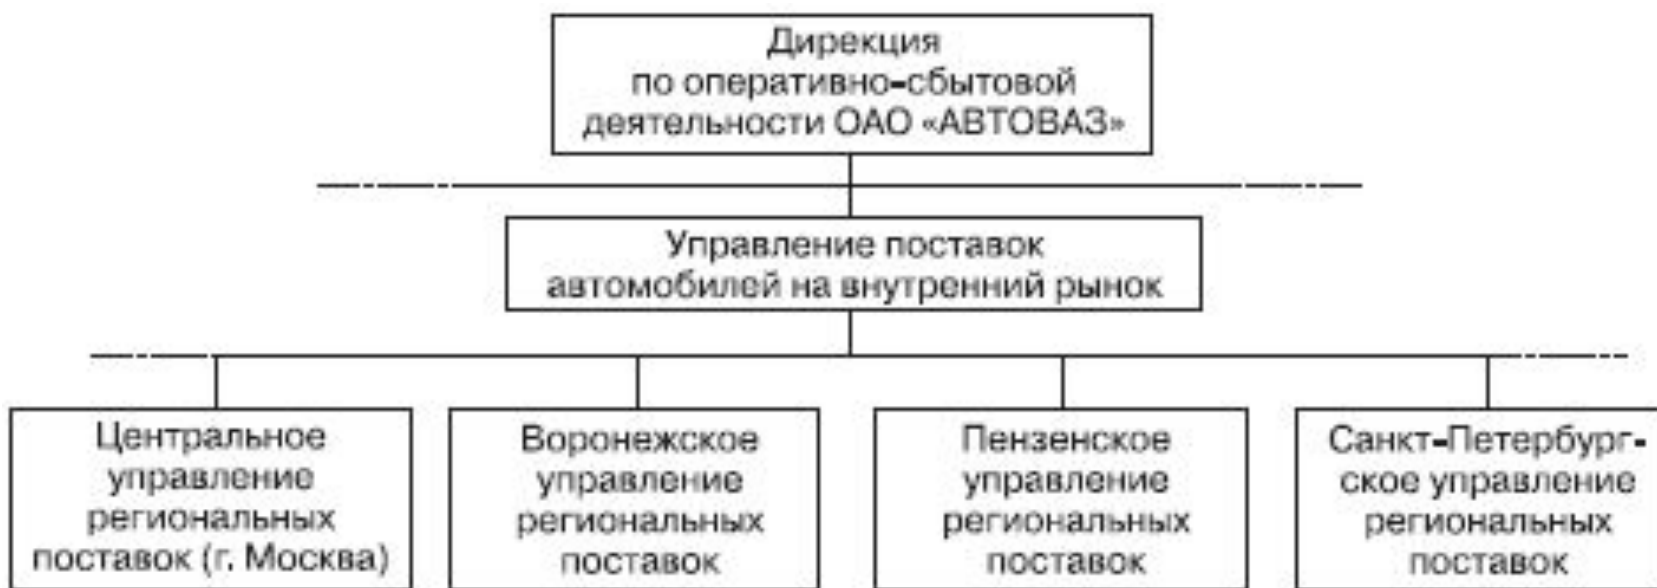 Дирекция
по оперативно-сбытовой
деятельности ОАО «АВТОВАЗ»
Управление поставок
автомобилей на внутренний рынок
Центральное
управление
региональных
поставок (г. Москва)
Воронежское
управление
региональных
поставок
Пензенское
управление
региональных
поставок
Санкт-Петербург-
ское управление
региональных
поставок